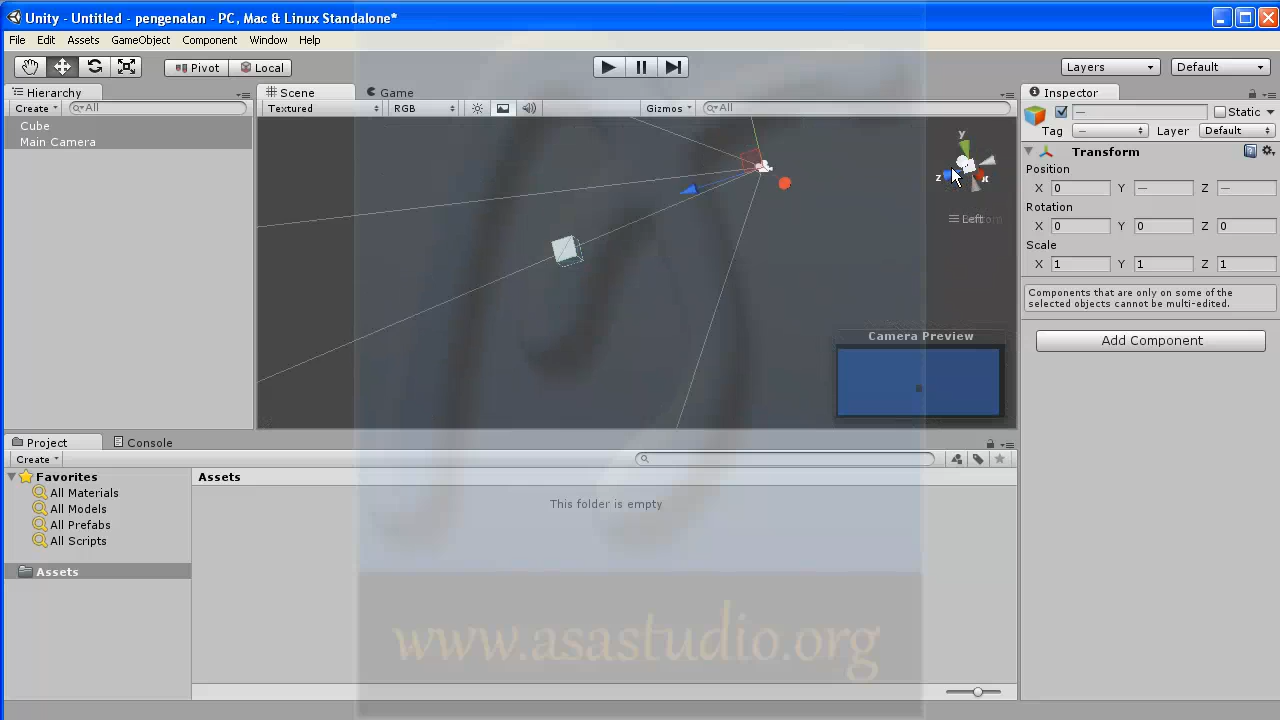 Unity - Untitled - pengenalan - PC, Mac & Linux Standalone*
File Edit Assets GameObject Component Window Help
Pivot Local Layers Default
Hierarchy
Create All
Cube
Main Camera
Scene Game
Textured RGB Gizmos All
y
z x
Left
Camera Preview
Inspector
— Static
Tag — Layer Default
Transform
Position
X 0 Y — Z —
Rotation
X 0 Y 0 Z 0
Scale
X 1 Y 1 Z 1
Components that are only on some of the
selected objects cannot be multi-edited.
Add Component
Project Console
Create
Favorites
All Materials
All Models
All Prefabs
All Scripts
Assets
Assets
This folder is empty
www.asastudio.org